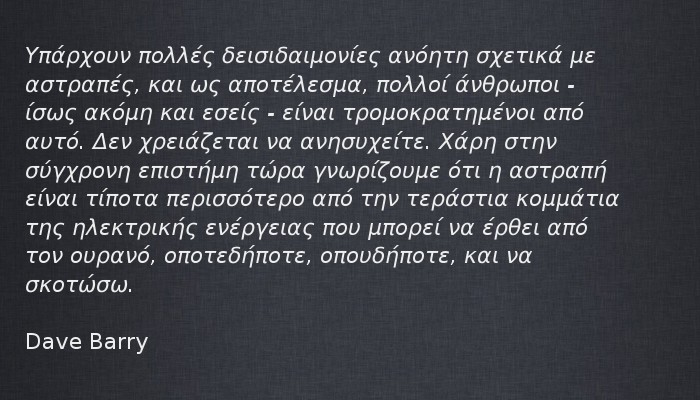 Υπάρχουν πολλές δεισιδαιμονίες ανόητη σχετικά με
αστραπές, και ως αποτέλεσμα, πολλοί άνθρωποι -
ίσως ακόμη και εσείς - είναι τρομοκρατημένοι από
αυτό. Δεν χρειάζεται να ανησυχείτε. Χάρη στην
σύγχρονη επιστήμη τώρα γνωρίζουμε ότι η αστραπή
είναι τίποτα περισσότερο από την τεράστια κομμάτια
της ηλεκτρικής ενέργειας που μπορεί να έρθει από
τον ουρανό, οποτεδήποτε, οπουδήποτε, και να
σκοτώσω.
Dave Barry